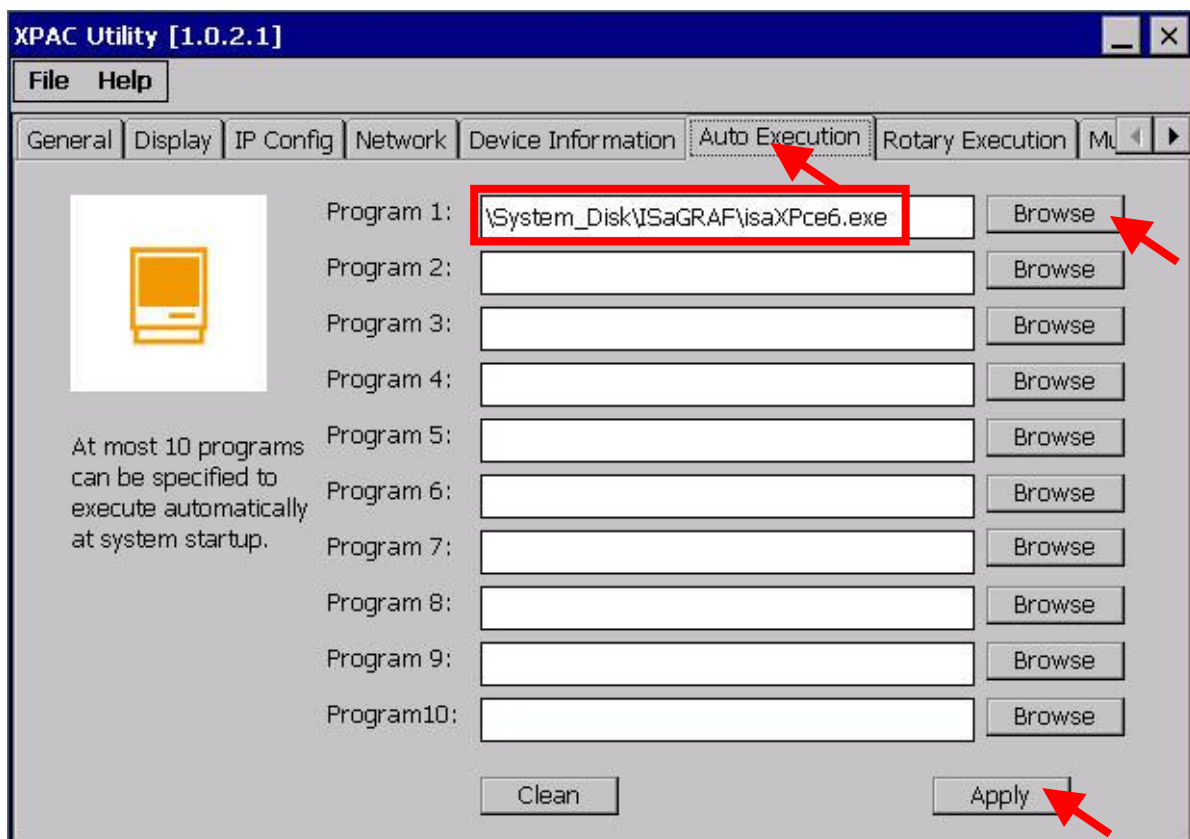 XPAC Utility [1.0.2.1]
File Help
General Display IP Config Network Device Information Auto Execution Rotary Execution
Program 1: \System_Disk\ISaGRAF\isaXPce6.exe Browse
Program 2: Browse
Program 3: Browse
Program 4: Browse
At most 10 programs
can be specified to
execute automatically
at system startup.
Program 5: Browse
Program 6: Browse
Program 7: Browse
Program 8: Browse
Program 9: Browse
Program10: Browse
Clean Apply